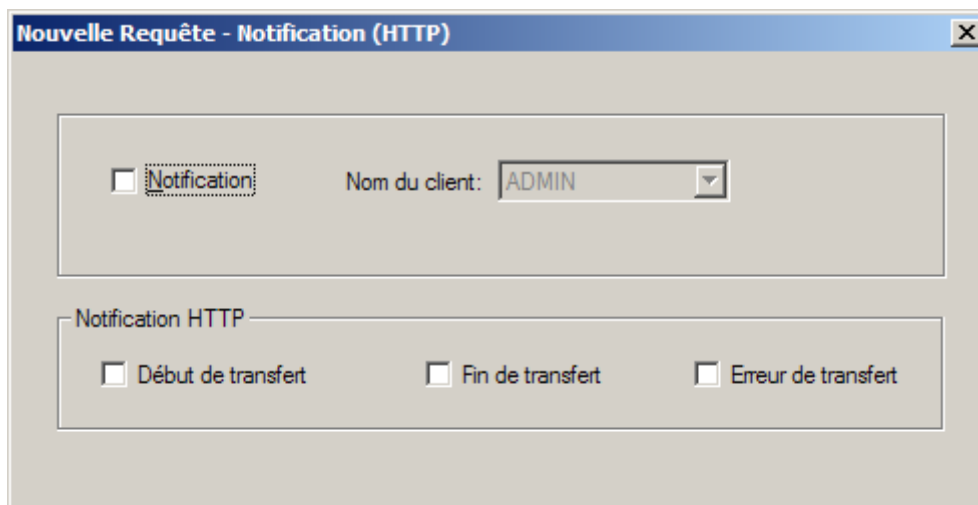 Nouvelle Requête - Notification (HTTP)
Notification Nom du client: ADMIN
Notification HTTP
Début de transfert Fin de transfert Erreur de transfert